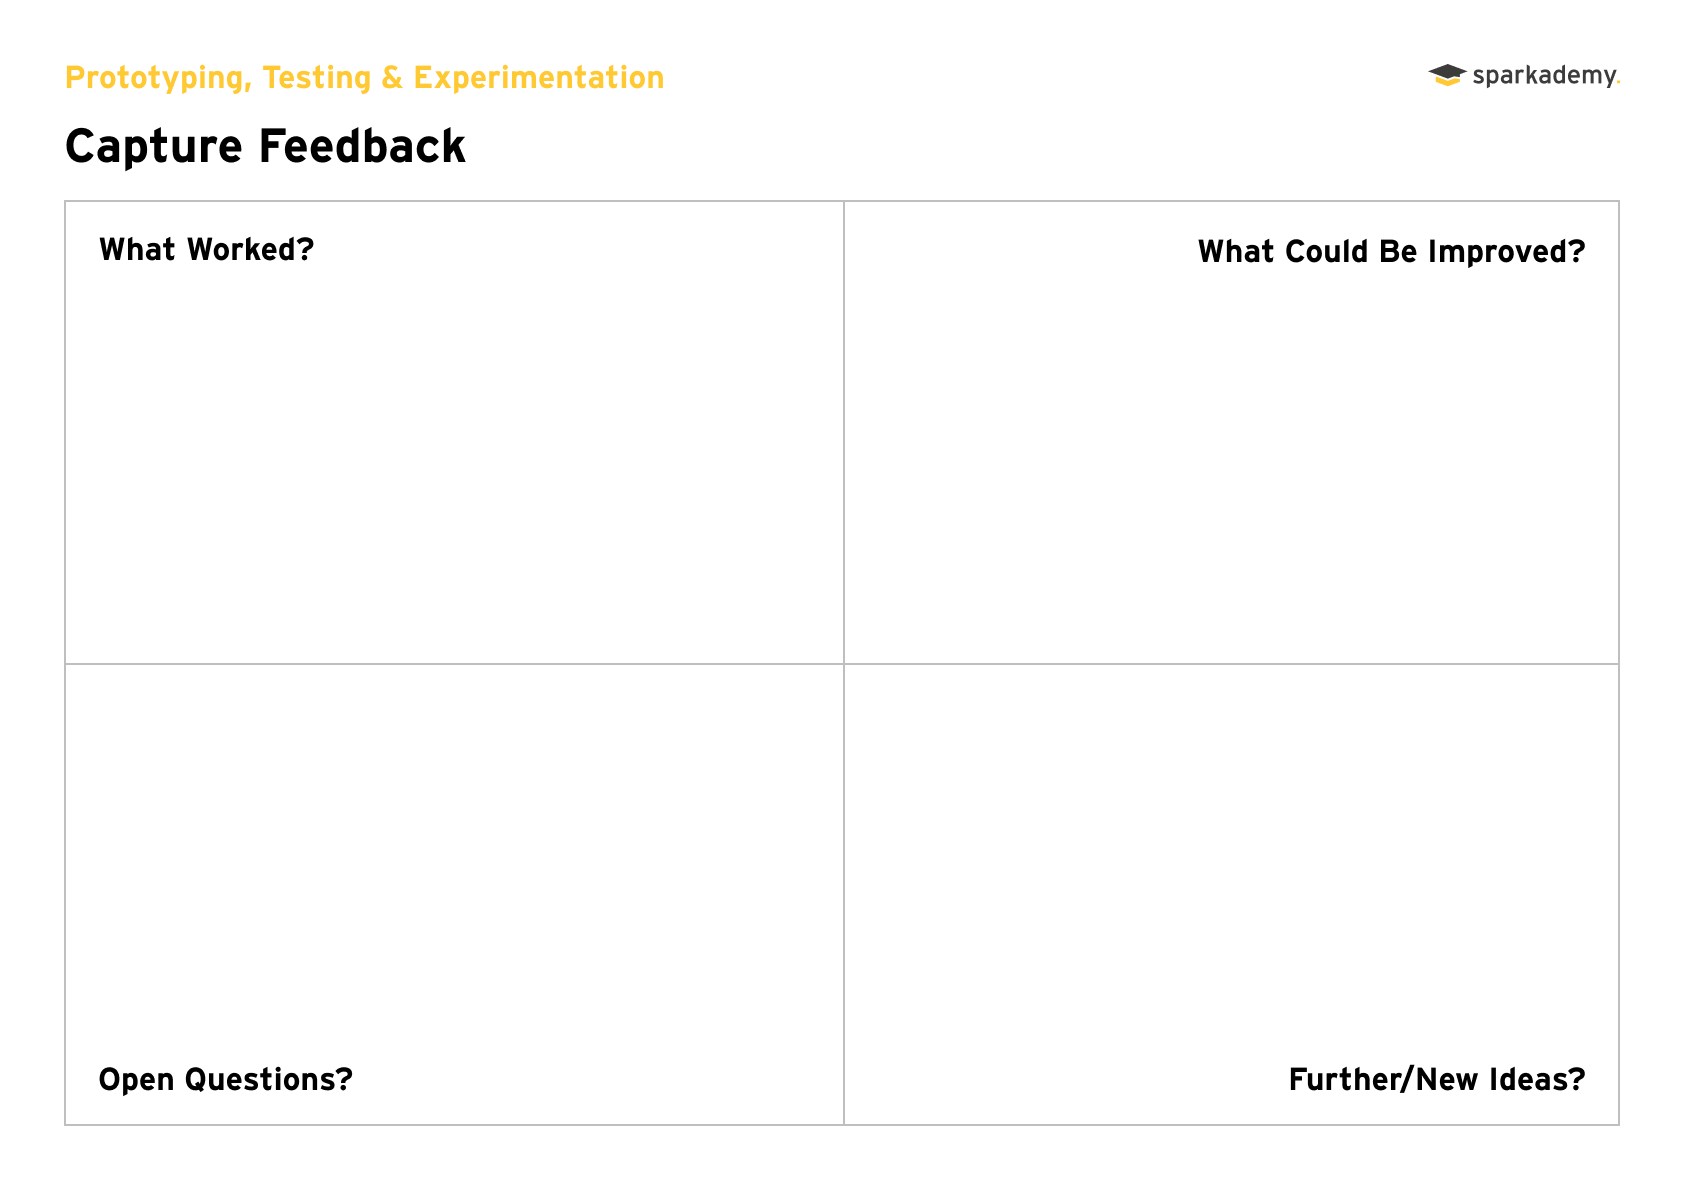 Prototyping, Testing & Experimentation
sparkademy.
Capture Feedback
What Worked?
What Could Be Improved?
Open Questions?
Further/New Ideas?